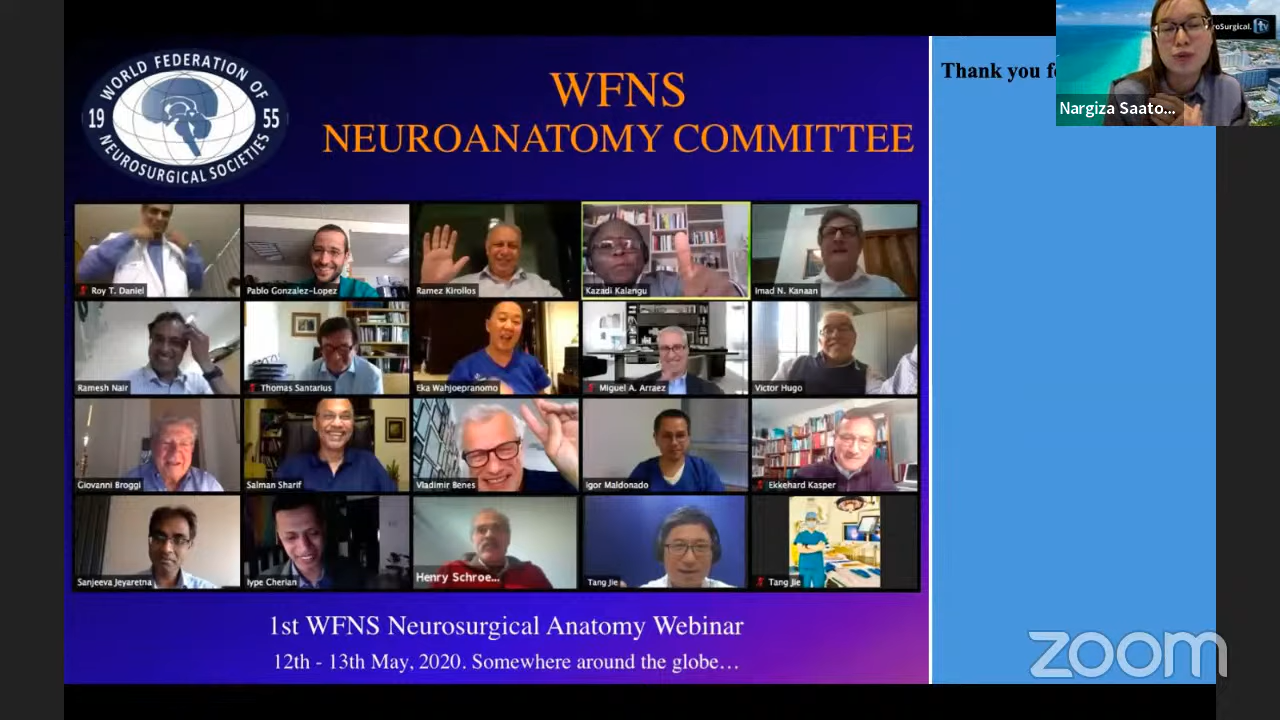 WORLD FEDERATION OF
19 55
NEUROSURGICAL SOCIETIES
WFNS
NEUROANATOMY COMMITTEE
Thank you
Nargiza Saato...
Roy T. Daniel
Pablo Gonzalez-Lopez
Ramez Kirollos
Kazadi Kalangu
Imad N. Kanaan
Ramesh Nair
Thomas Santarius
Eka Wahjoepranomo
Miguel A. Arraez
Victor Hugo
Giovanni Broggi
Salman Sharif
Vladimir Benes
Igor Maldonado
Ekkehard Kasper
Sanjeeva Jeyaretna
Iype Cherian
Henry Schroe...
Tang Jie
Tang Jie
1st WFNS Neurosurgical Anatomy Webinar
12th - 13th May, 2020. Somewhere around the globe...
zoom